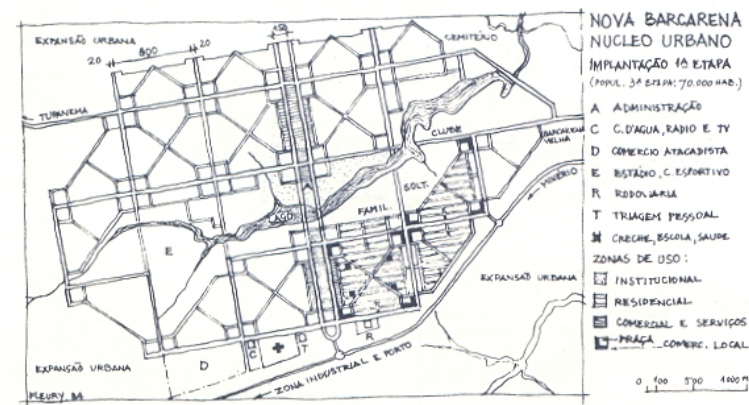 NOVA BARCARENA
NUCLEO URBANO
IMPLANTAÇÃO 1ª ETAPA
(POPUL. 3ª ETAPA: 70.000 HAB.)
A ADMINISTRAÇÃO
C C. D'AGUA, RADIO E TV
D COMERCIO ATACADISTA
E ESTÁDIO, C. ESPORTIVO
R RODOVIARIA
T TRIAGEM PESSOAL
CRECHE, ESCOLA, SAUDE
ZONAS DE USO:
INSTITUCIONAL
RESIDENCIAL
COMERCIAL E SERVIÇOS
PRAÇA COMERC. LOCAL
0 100 500 1000 M
EXPANSÃO URBANA
20 800 20
150
CEMITÉRIO
TUPANEMA
CLUBE
BARCARENA
VELHA
MINÉRIO
SOLT.
FAMIL.
LAGO
E
EXPANSÃO URBANA
R
D
C
T
EXPANSÃO URBANA
ZONA INDUSTRIAL E PORTO
FLEURY 84